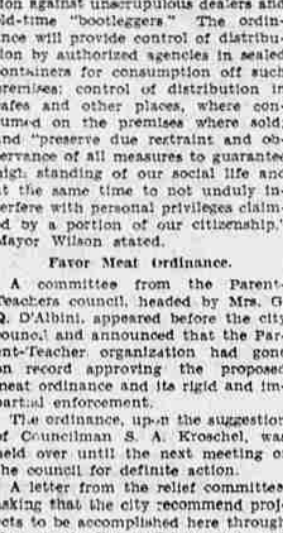 ion against unscrupulous dealers and
old-time "bootleggers." The ordin-
ance will provide control of distribu-
tion by authorized agencies in sealed
containers for consumption off such
premises; control of distribution in
cafes and other places, where con-
sumed on the premises where sold;
and "preserve due restraint and ob-
servance of all measures to guarantee
high standing of our social life and
at the same time to not unduly in-
terfere with personal privileges claim-
ed by a portion of our citizenship,"
Mayor Wilson stated.
Favor Meat Ordinance.
A committee from the Parent-
Teachers council, headed by Mrs. G.
Q. D'Albini, appeared before the city
council and announced that the Par-
ent-Teacher organization had gone
on record approving the proposed
meat ordinance and its rigid and im-
partial enforcement.
The ordinance, upon the suggestion
of Councilman S. A. Kroschel, was
held over until the next meeting of
the council for definite action.
A letter from the relief committee
asking that the city recommend proj-
ects to be accomplished here through